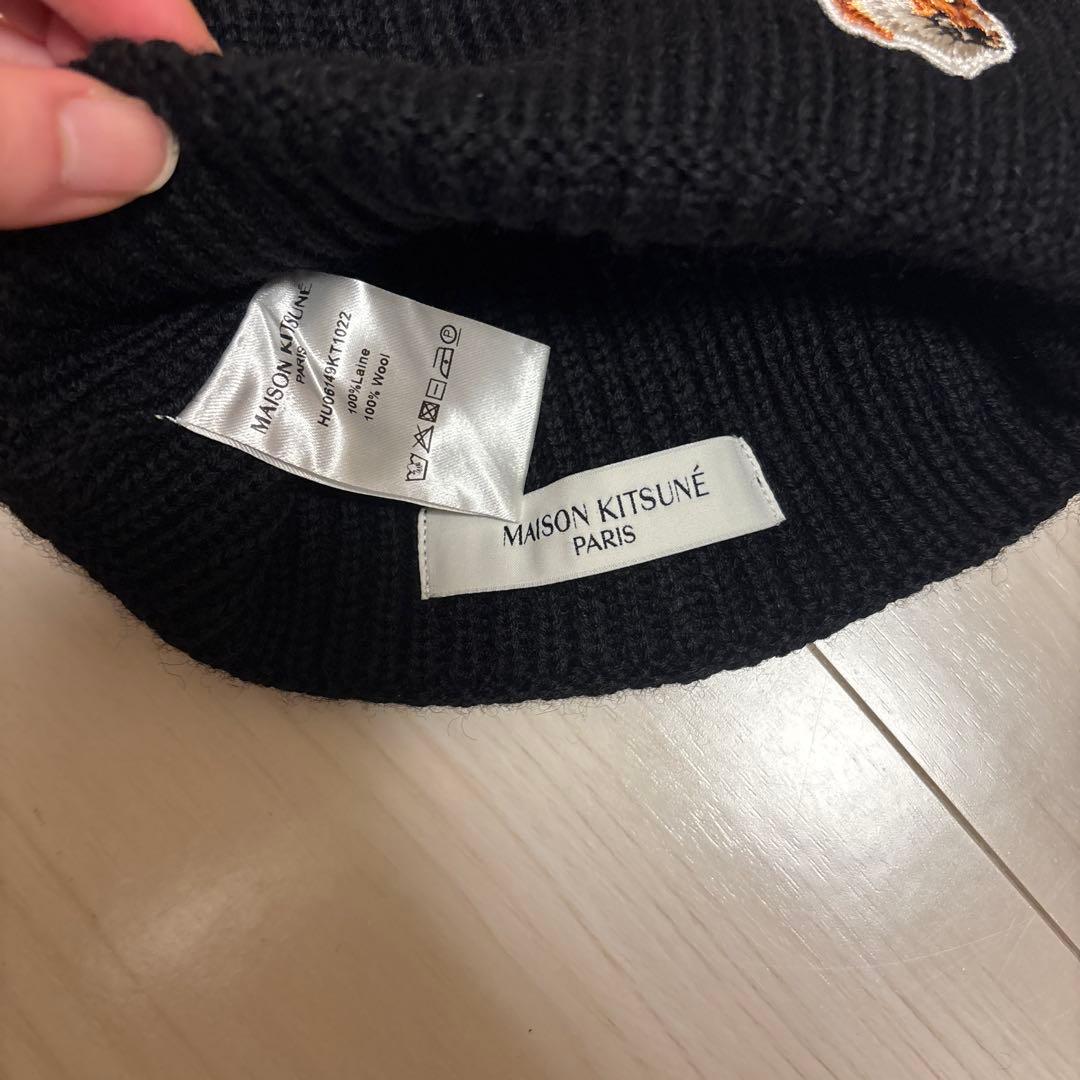 MAISON KITSUNÉ
PARIS
HU06149KT1022
100%Laine
100% Wool
MAISON KITSUNÉ
PARIS